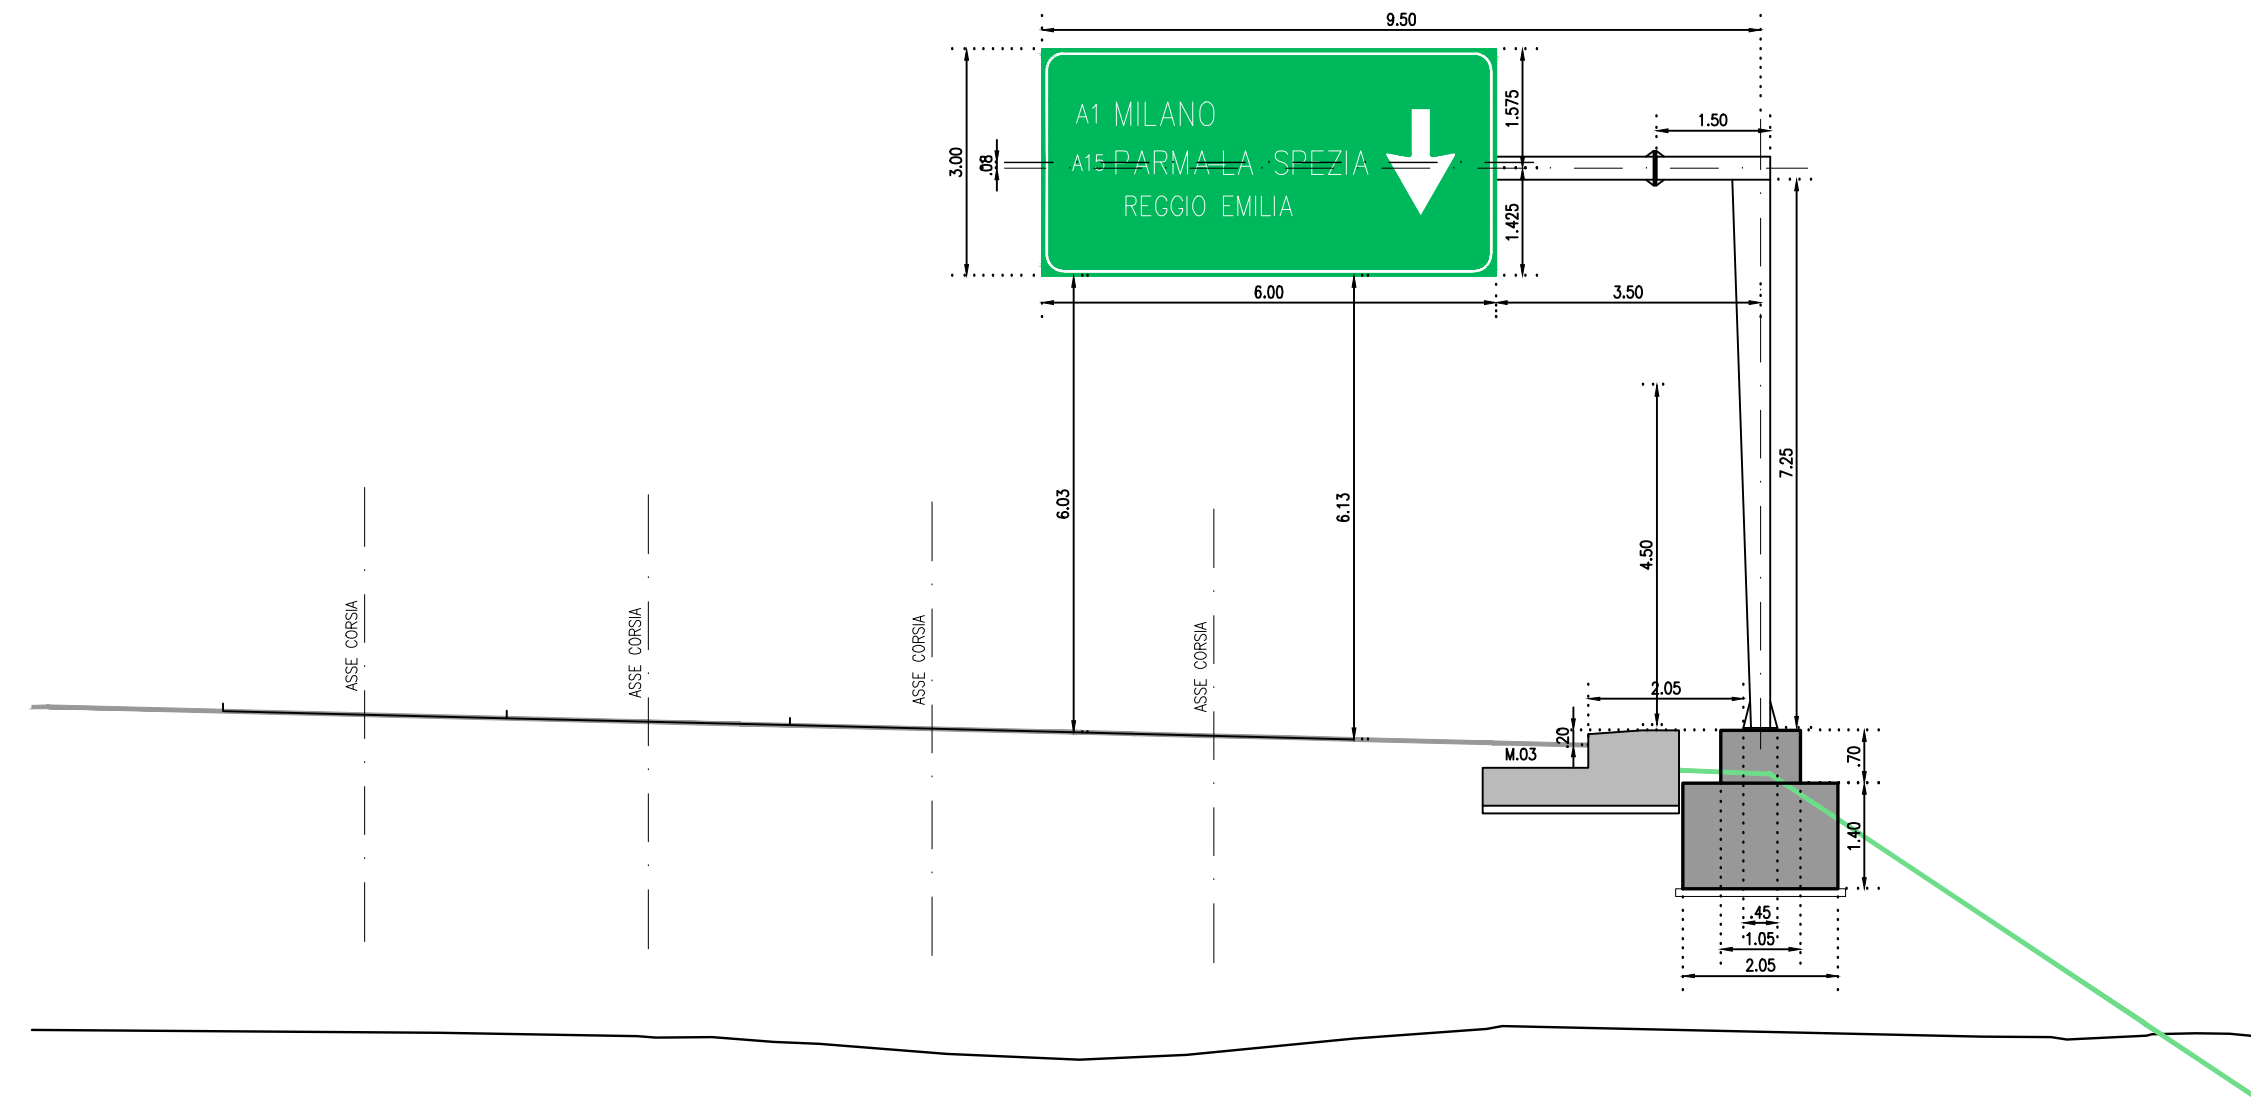 9.50
1.575
1.50
3.00
.08
A1 MILANO
A15 PARMA-LA SPEZIA
REGGIO EMILIA
1.425
6.00
3.50
7.25
6.03
6.13
4.50
ASSE CORSIA
ASSE CORSIA
ASSE CORSIA
ASSE CORSIA
2.05
.20
M.03
.70
1.40
.45
1.05
2.05